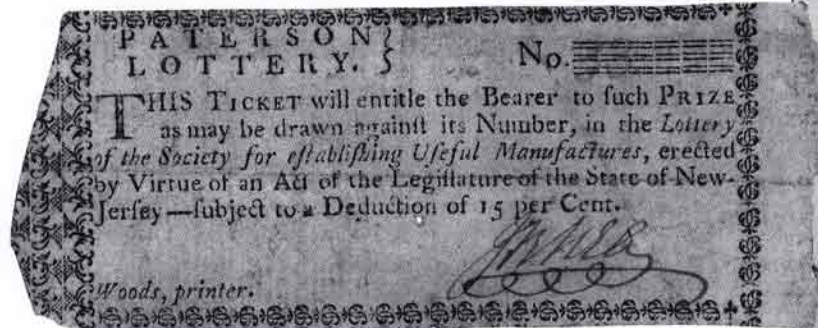 PATERSON
LOTTERY.
No.
THIS TICKET will entitle the Bearer to ſuch PRIZE
as may be drawn againſt its Number, in the Lottery
of the Society for eſtabliſhing Uſeful Manufactures, erected
by Virtue of an Act of the Legiſlature of the State of New-
Jerſey—ſubject to a Deduction of 15 per Cent.
Woods, printer.